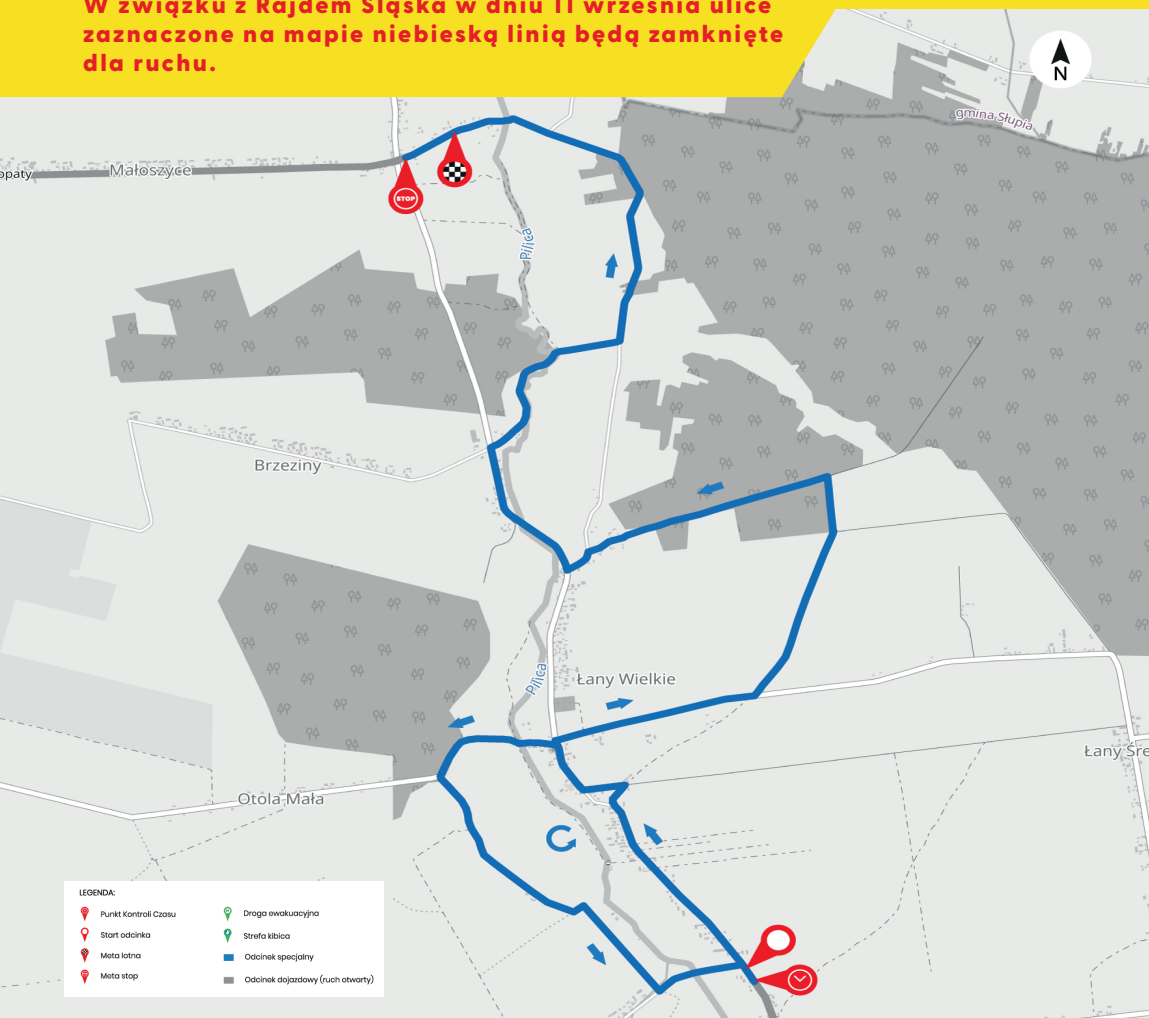 W związku z Rajdem Śląska w dniu 11 września ulice
zaznaczone na mapie niebieską linią będą zamknięte
dla ruchu.
N
gmina Słupia
opaty
Małoszyce
STOP
Pilica
Brzeziny
Pilica
Łany Wielkie
Łany Śre
Otola Mała
LEGENDA:
Punkt Kontroli Czasu
Start odcinka
Meta lotna
Meta stop
Droga ewakuacyjna
Strefa kibica
Odcinek specjalny
Odcinek dojazdowy (ruch otwarty)